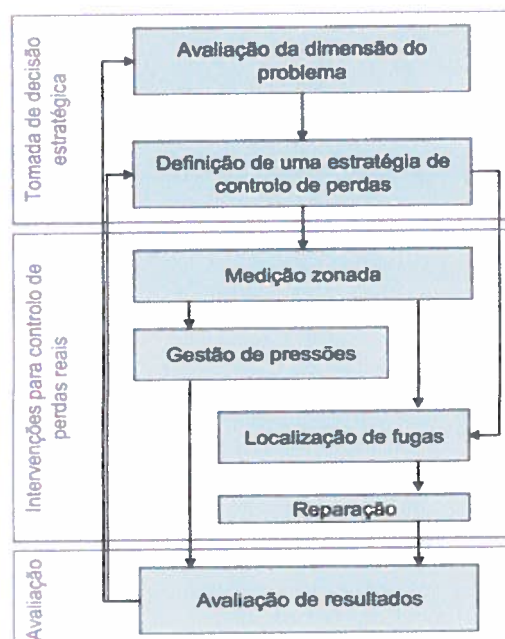 Tomada de decisão
estratégica
Avaliação da dimensão do
problema
Definição de uma estratégia de
controlo de perdas
Intervenções para controlo de
perdas reais
Medição zonada
Gestão de pressões
Localização de fugas
Reparação
Avaliação
Avaliação de resultados